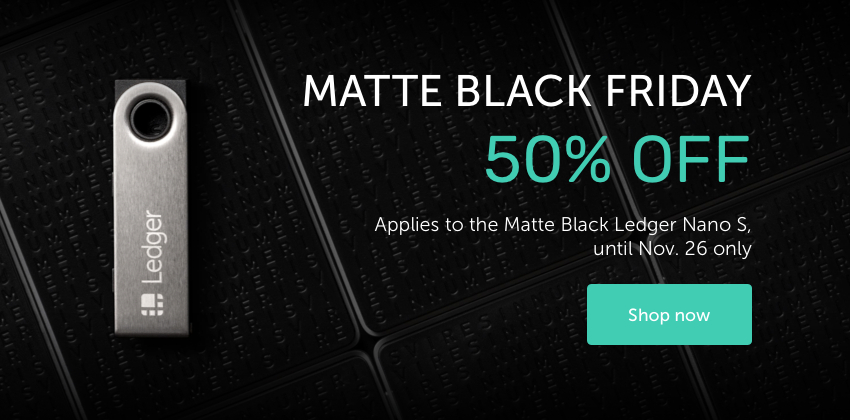 MATTE BLACK FRIDAY
50% OFF
Applies to the Matte Black Ledger Nano S,
until Nov. 26 only
Shop now
Ledger